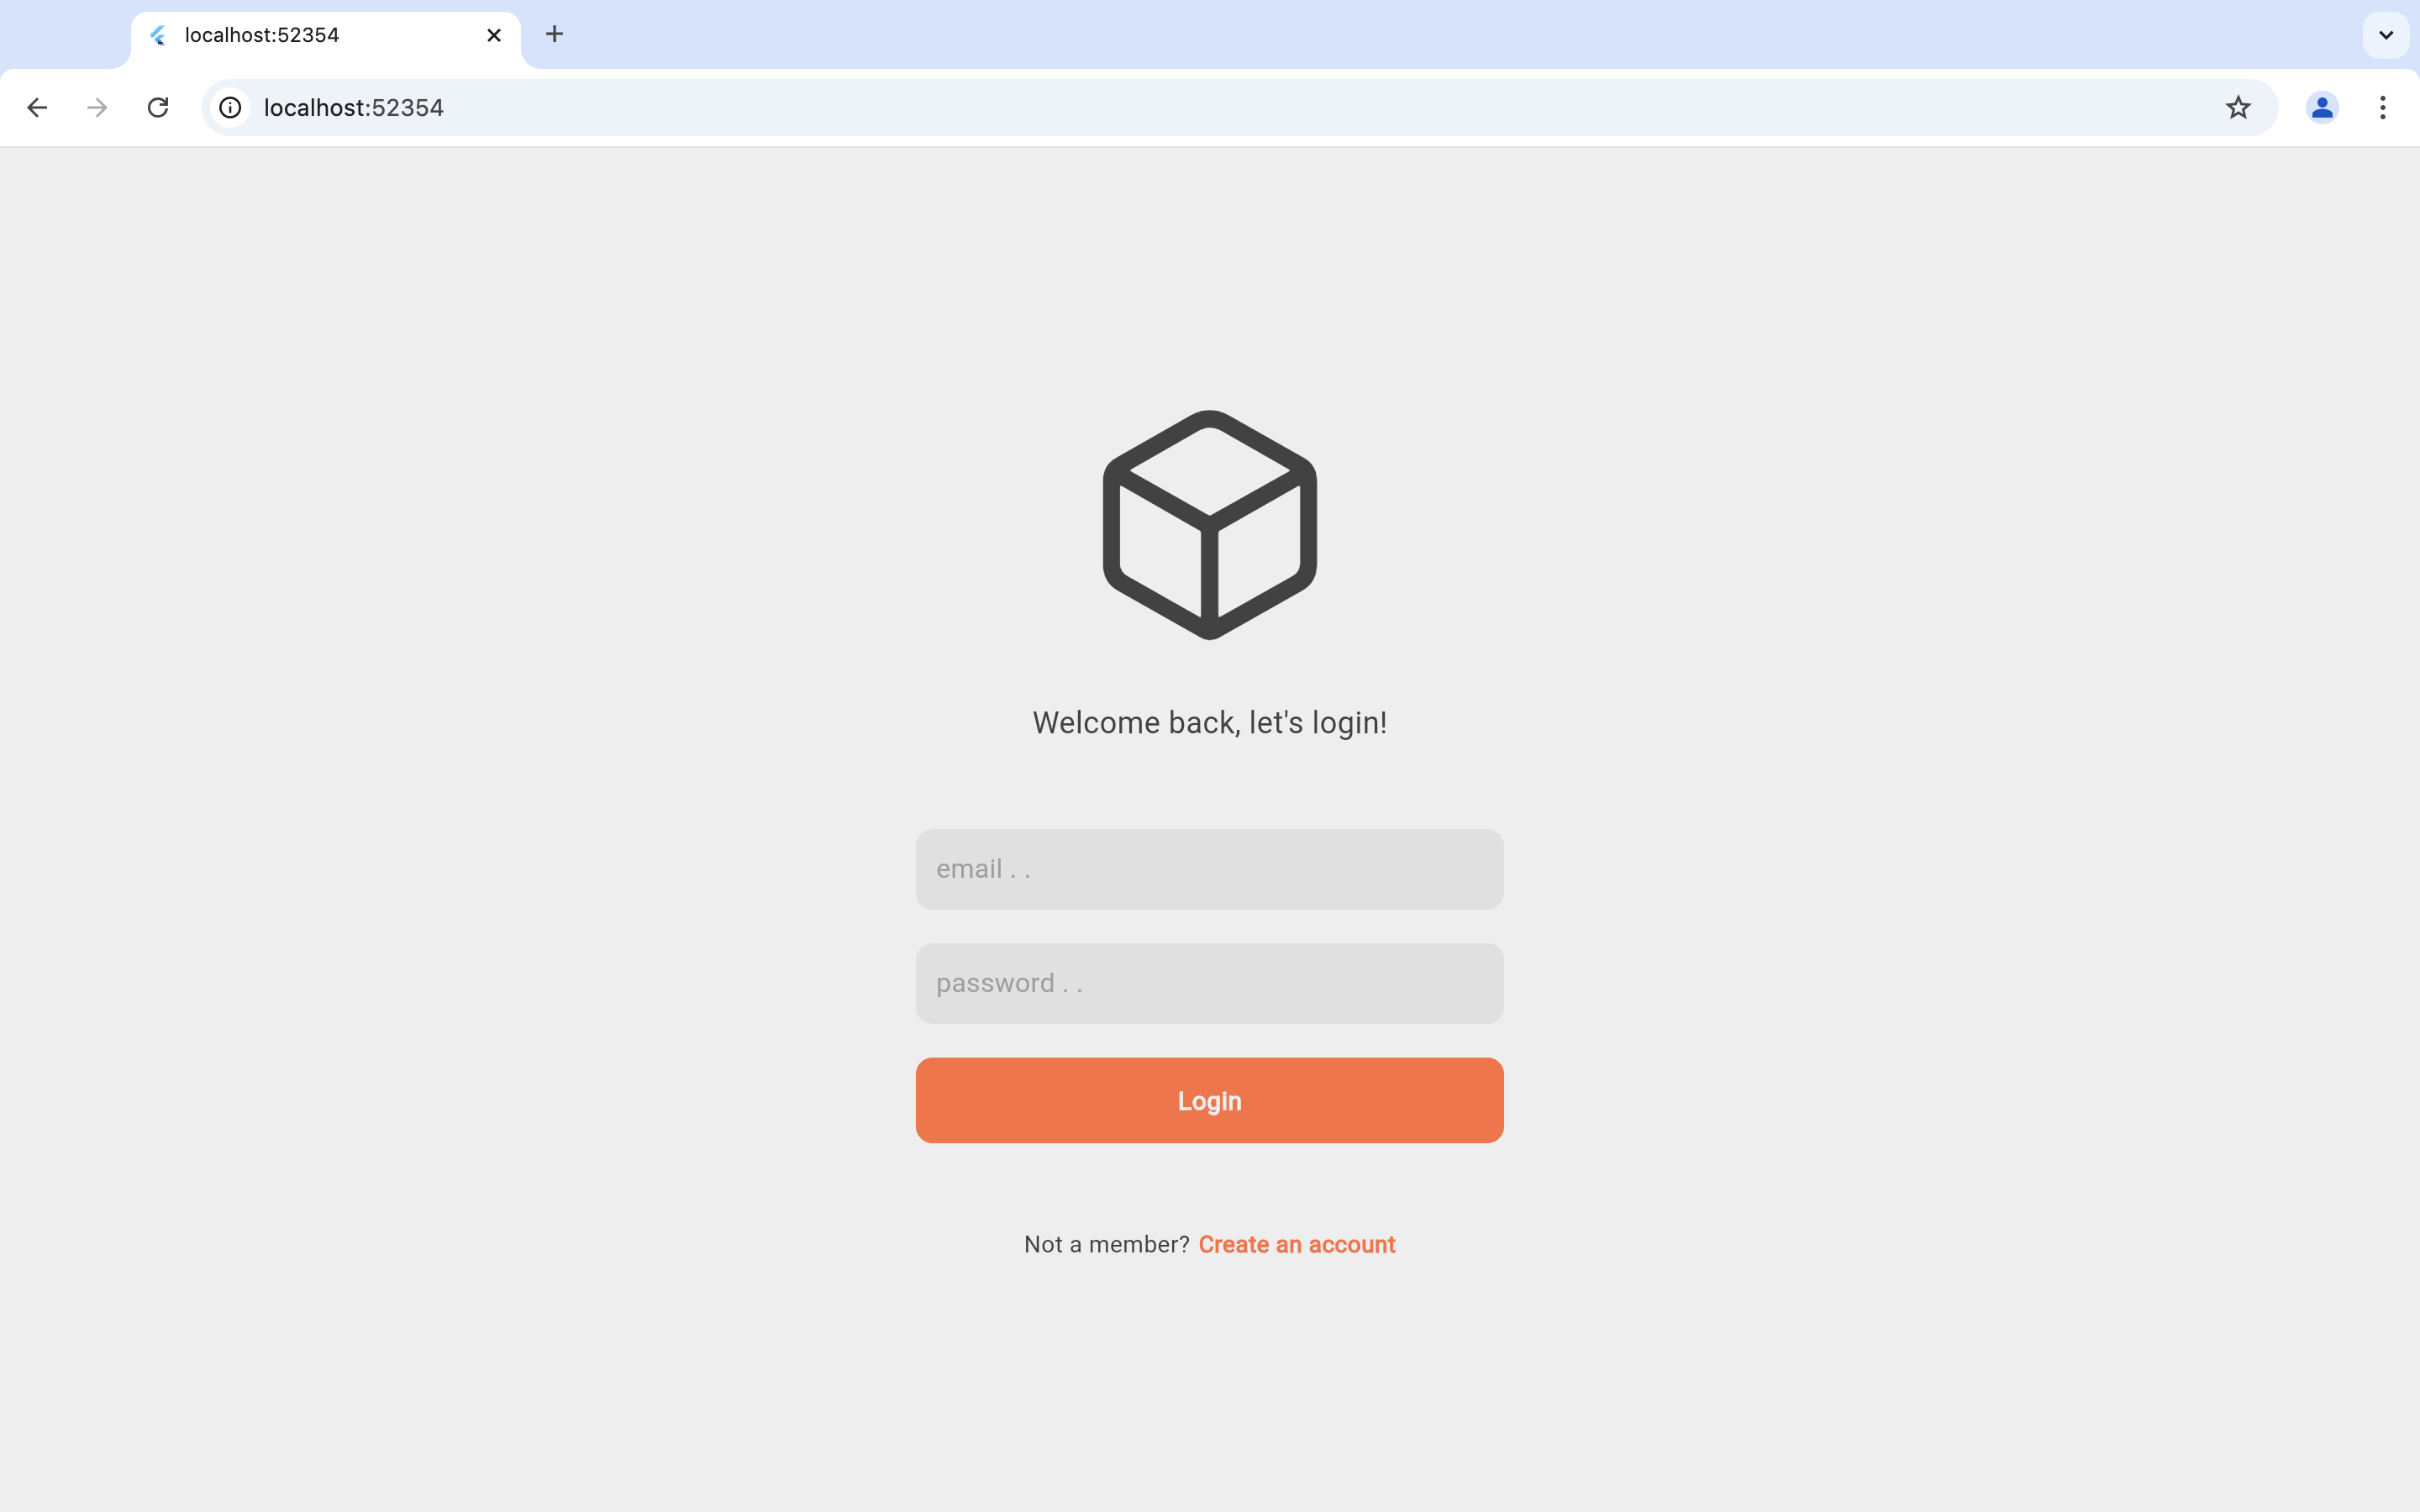 localhost:52354
localhost:52354
Welcome back, let's login!
email . .
password . .
Login
Not a member? Create an account